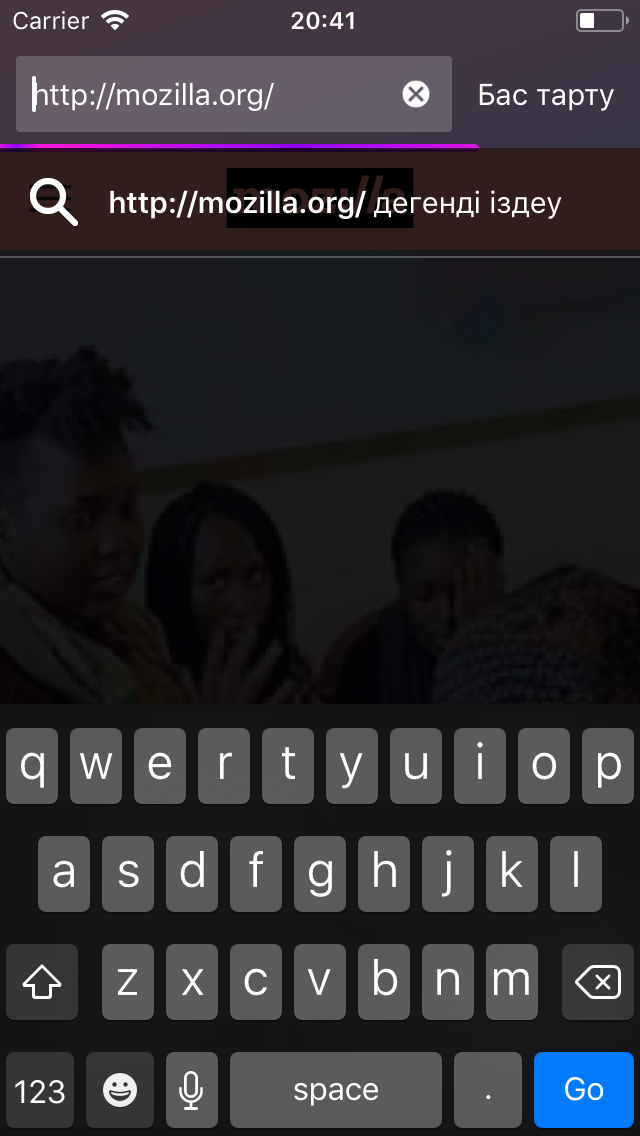 Carrier 20:41
http://mozilla.org/ Бас тарту
http://mozilla.org/ дегенді іздеу
q w e r t y u i o p
a s d f g h j k l
z x c v b n m
123 space . Go